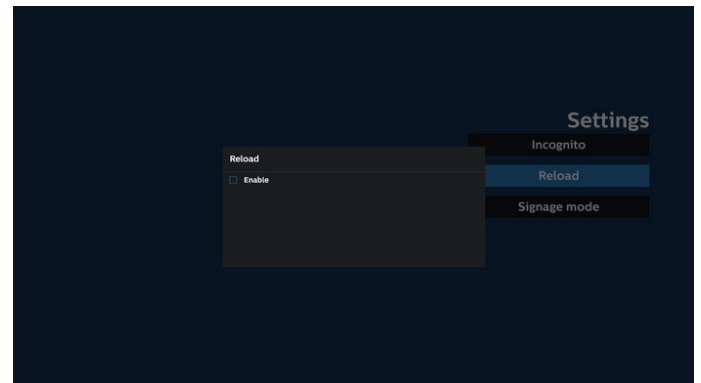 Settings
Incognito
Reload
Signage mode
Reload
Enable